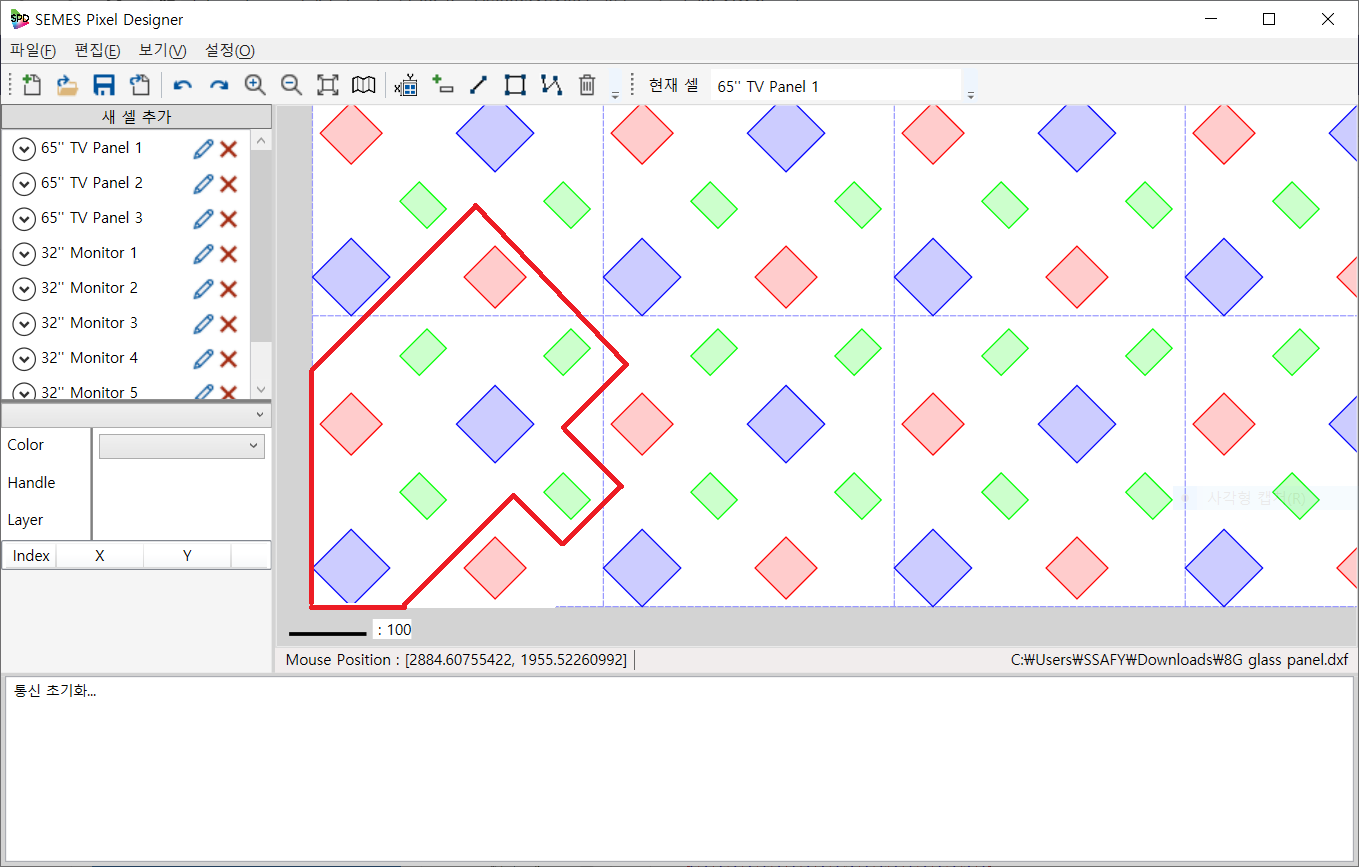 SPD SEMES Pixel Designer
파일(F) 편집(E) 보기(V) 설정(O)
현재 셀 65'' TV Panel 1
새 셀 추가
65'' TV Panel 1
65'' TV Panel 2
65'' TV Panel 3
32'' Monitor 1
32'' Monitor 2
32'' Monitor 3
32'' Monitor 4
32'' Monitor 5
Color
Handle
Layer
Index X Y
사각형 캡처(R)
: 100
Mouse Position : [2884.60755422, 1955.52260992]
C:₩Users₩SSAFY₩Downloads₩8G glass panel.dxf
통신 초기화...